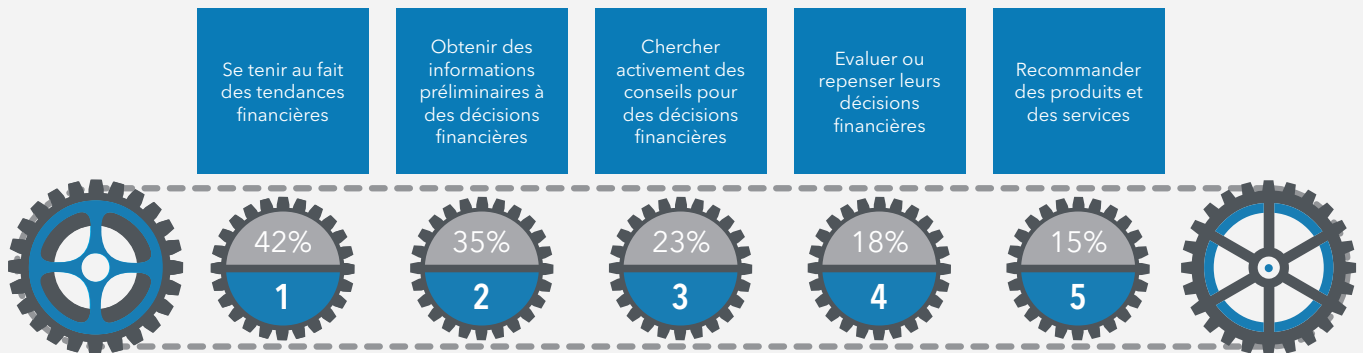 Se tenir au fait
des tendances
financières
Obtenir des
informations
préliminaires à
des décisions
financières
Chercher
activement des
conseils pour
des décisions
financières
Evaluer ou
repenser leurs
décisions
financières
Recommander
des produits et
des services
42%
1
35%
2
23%
3
18%
4
15%
5